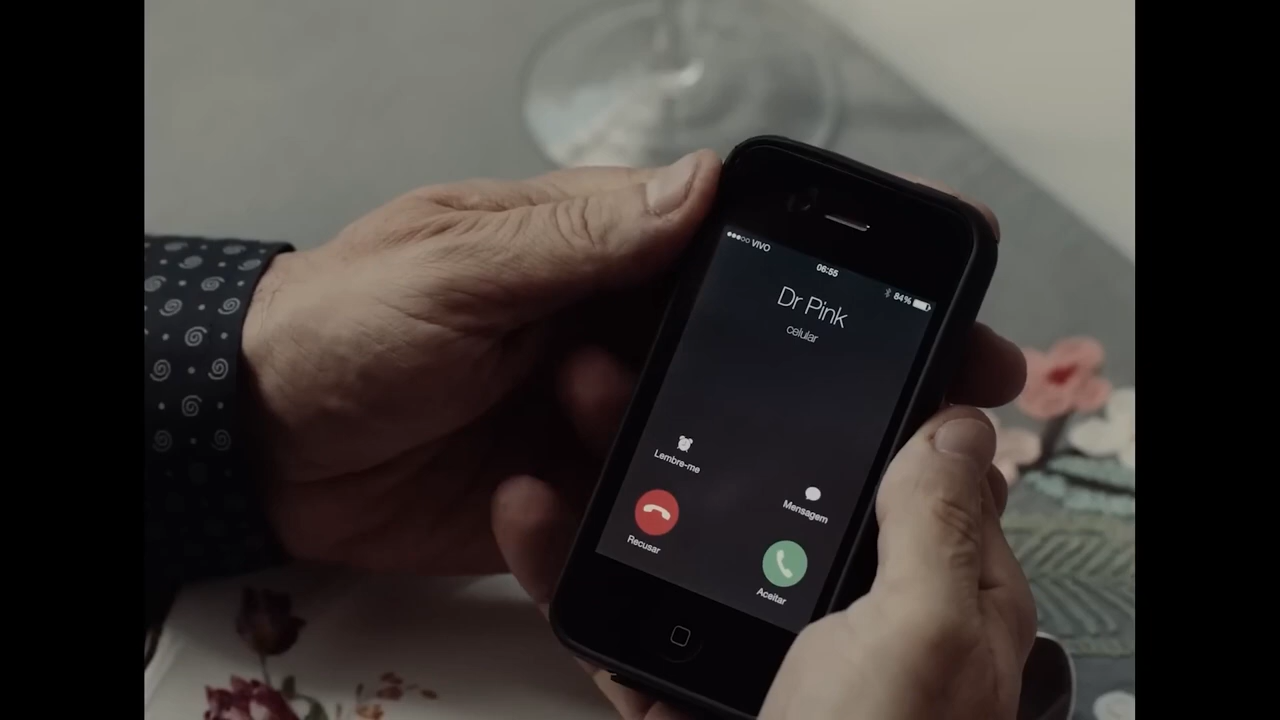 VIVO 06:55 84%
Dr Pink
celular
Lembre-me Mensagem
Recusar Aceitar